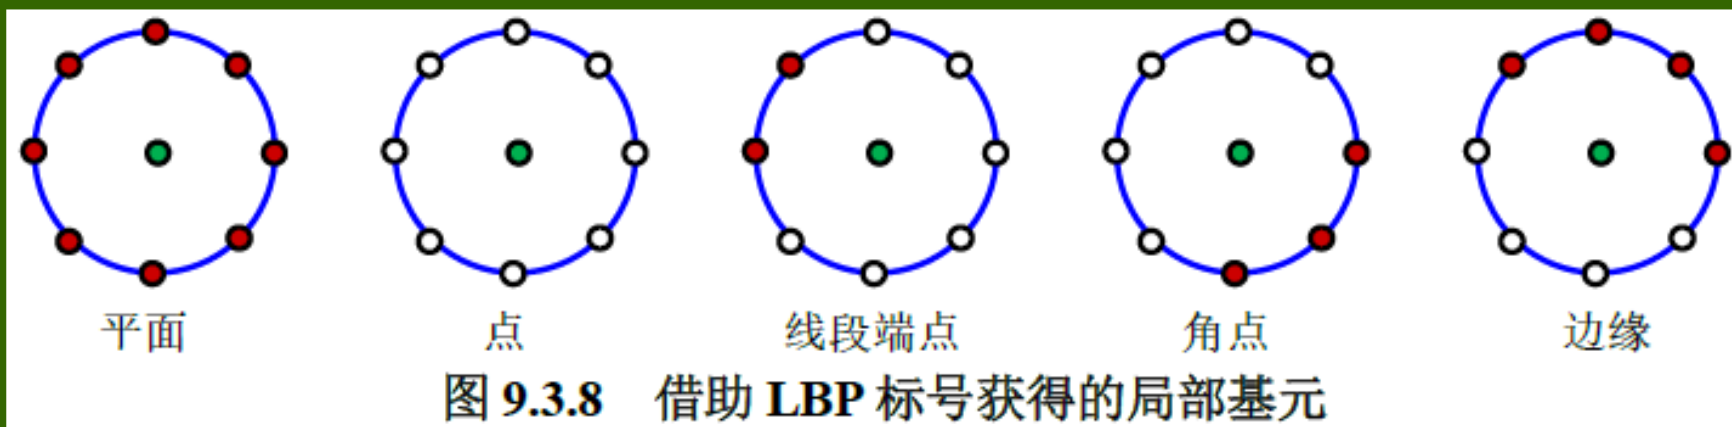 平面 点 线段端点 角点 边缘
图 9.3.8 借助 LBP 标号获得的局部基元